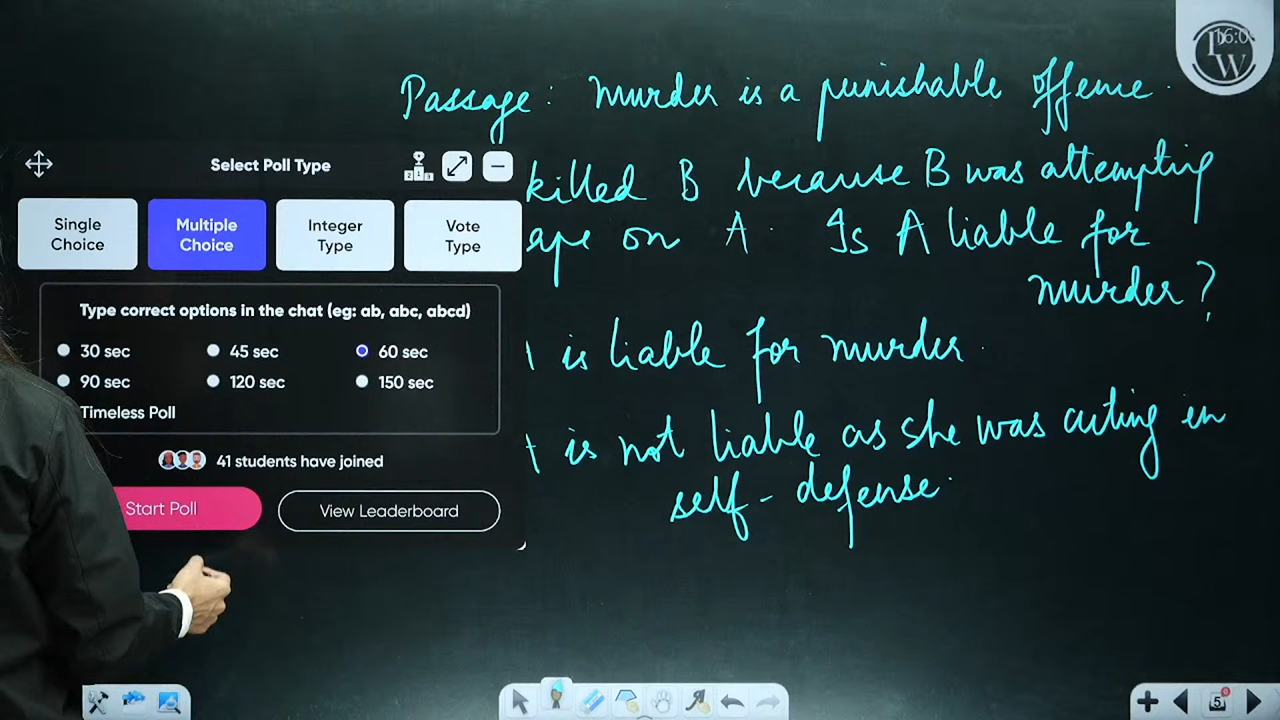 Passage: Murder is a punishable offence.
killed B because B was attempting
ape on A. Is A liable for
murder?
is liable for murder.
is not liable as she was acting in
self-defense.
Select Poll Type
Single Choice
Multiple Choice
Integer Type
Vote Type
Type correct options in the chat (eg: ab, abc, abcd)
30 sec
45 sec
60 sec
90 sec
120 sec
150 sec
Timeless Poll
41 students have joined
Start Poll
View Leaderboard
5